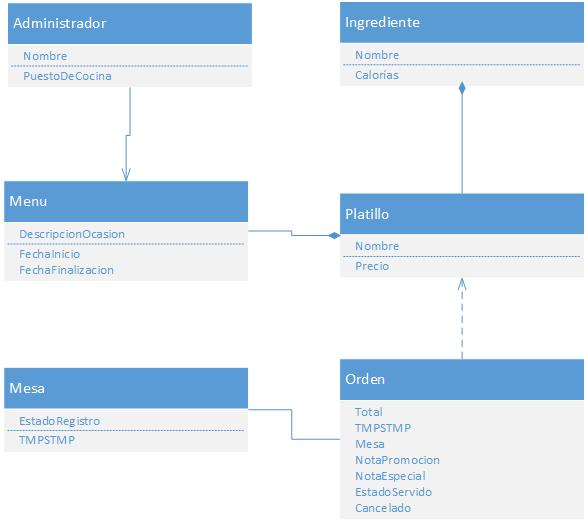 Administrador
Nombre
PuestoDeCocina
Ingrediente
Nombre
Calorías
Menu
DescripcionOcasion
FechaInicio
FechaFinalizacion
Platillo
Nombre
Precio
Mesa
EstadoRegistro
TMPSTMP
Orden
Total
TMPSTMP
Mesa
NotaPromocion
NotaEspecial
EstadoServido
Cancelado